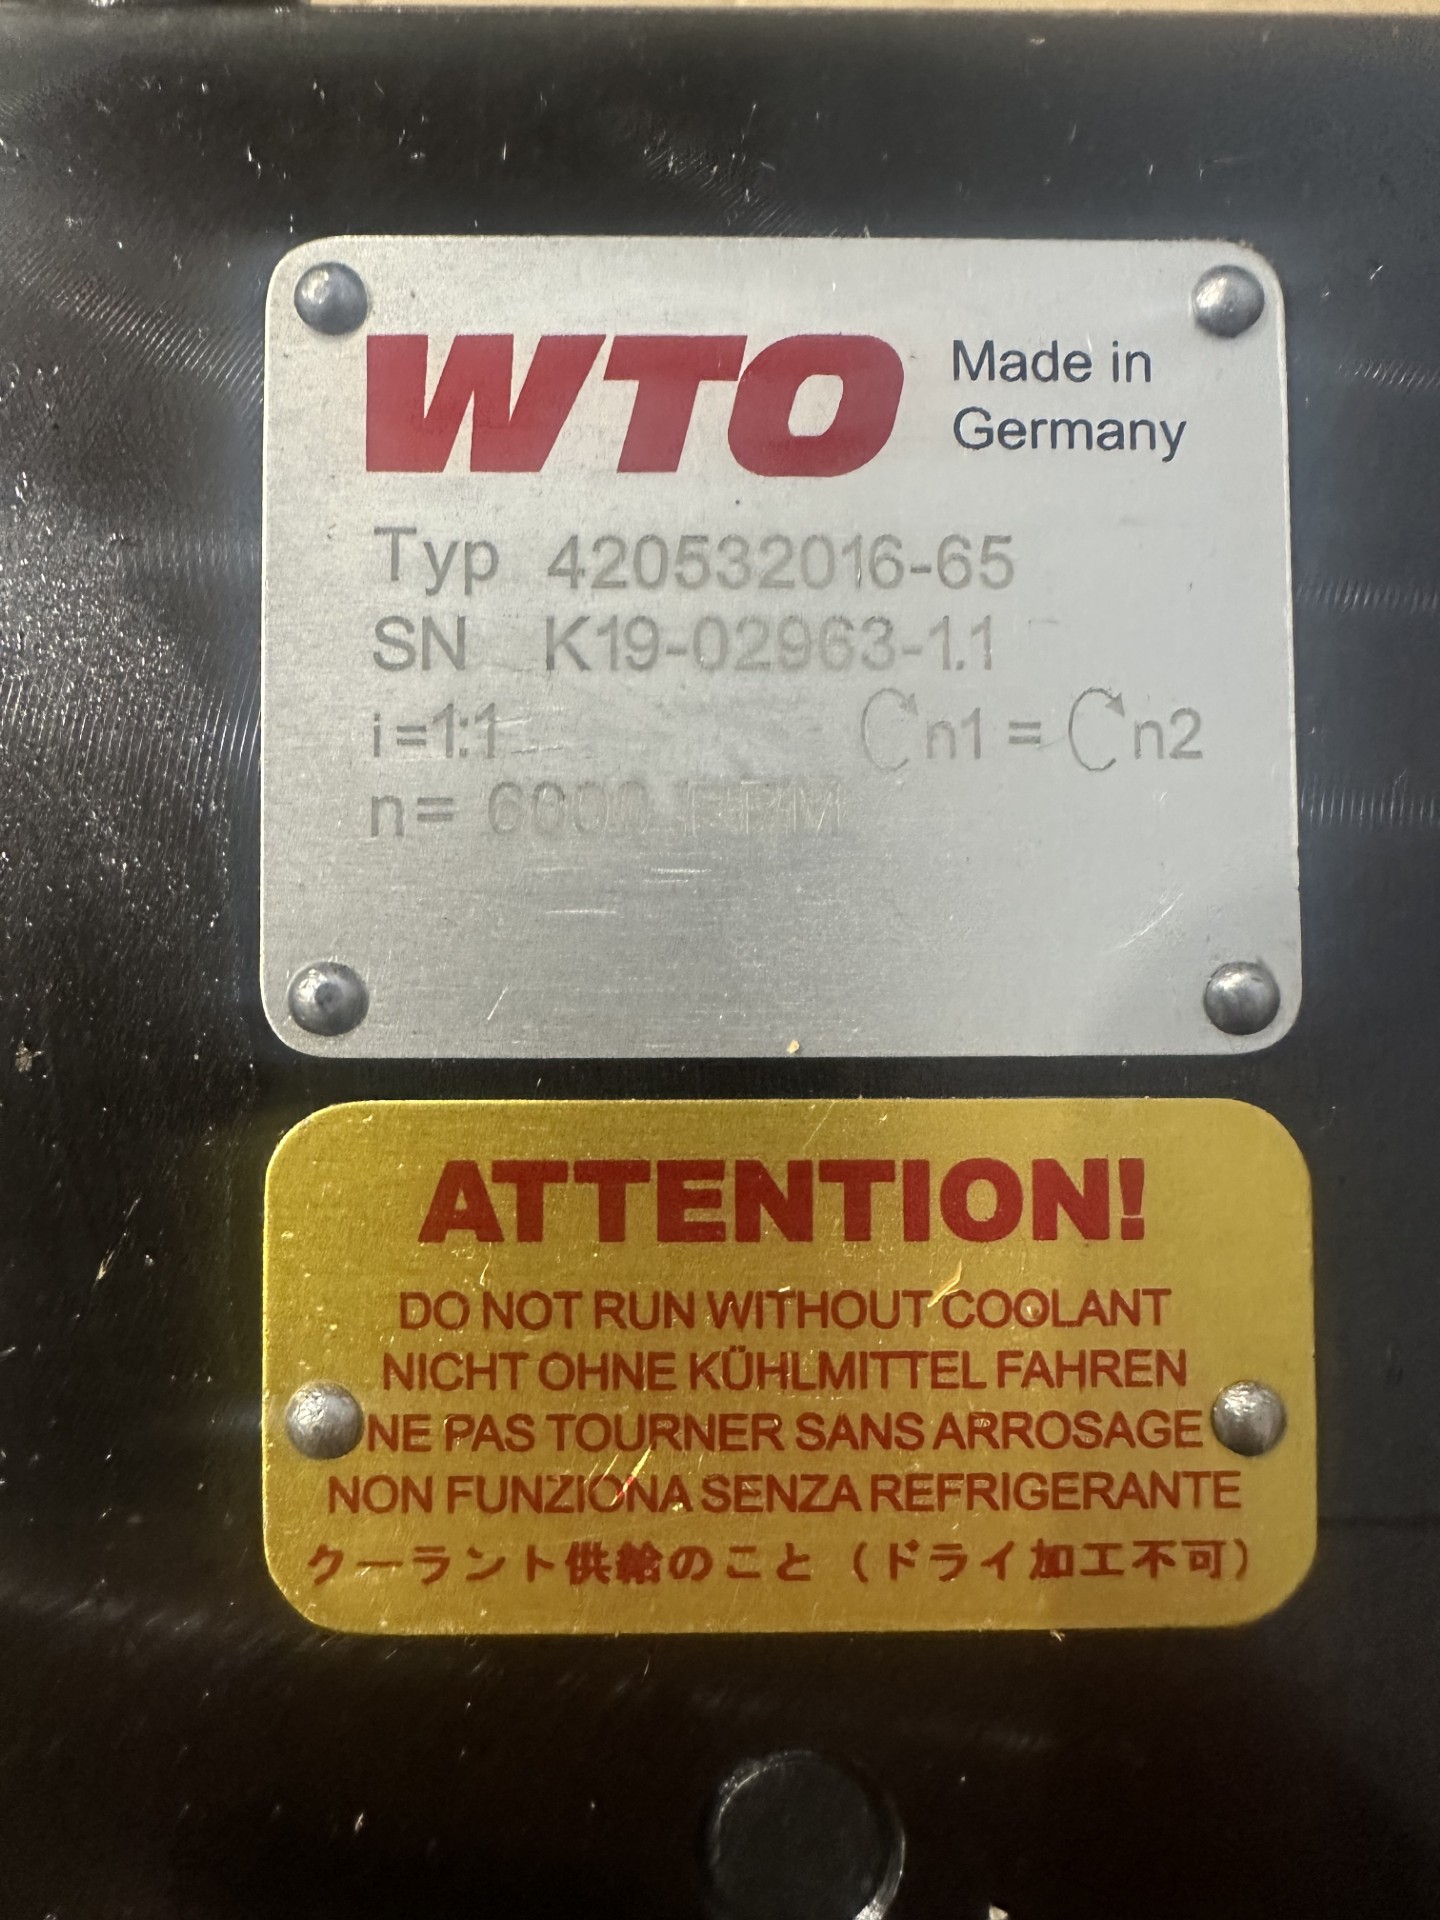 WTO
Made in
Germany
Typ 420532016-65
SN K19-02963-1.1
i=1:1 n1 = n2
n= 6000 RPM
ATTENTION!
DO NOT RUN WITHOUT COOLANT
NICHT OHNE KÜHLMITTEL FAHREN
NE PAS TOURNER SANS ARROSAGE
NON FUNZIONA SENZA REFRIGERANTE
クーラント供給のこと（ドライ加工不可）